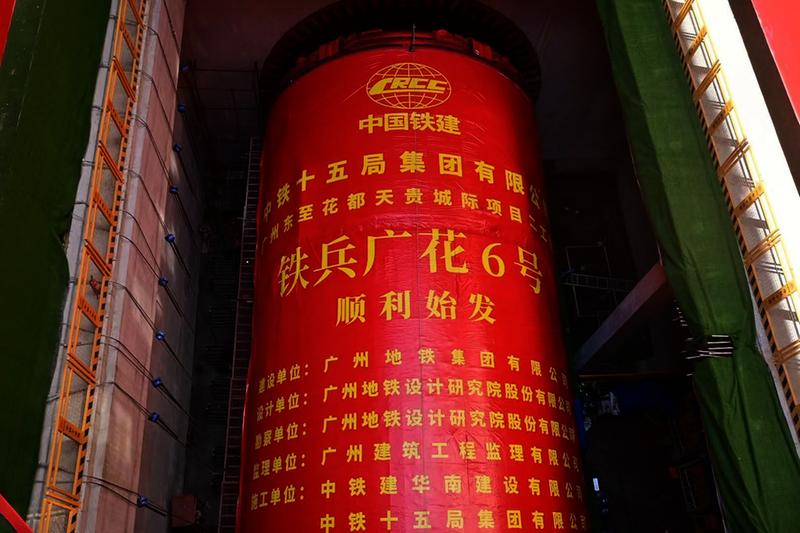 CRCC
中国铁建
中铁十五局集团有限公
广州东至花都天贵城际项目二工
铁兵广花6号
顺利始发
建设单位：广州地铁集团有限公司
设计单位：广州地铁设计研究院股份有限公司
勘察单位：广州地铁设计研究院股份有限公司
监理单位：广州建筑工程监理有限公司
施工单位：中铁建华南建设有限公
中铁十五局集团有限公